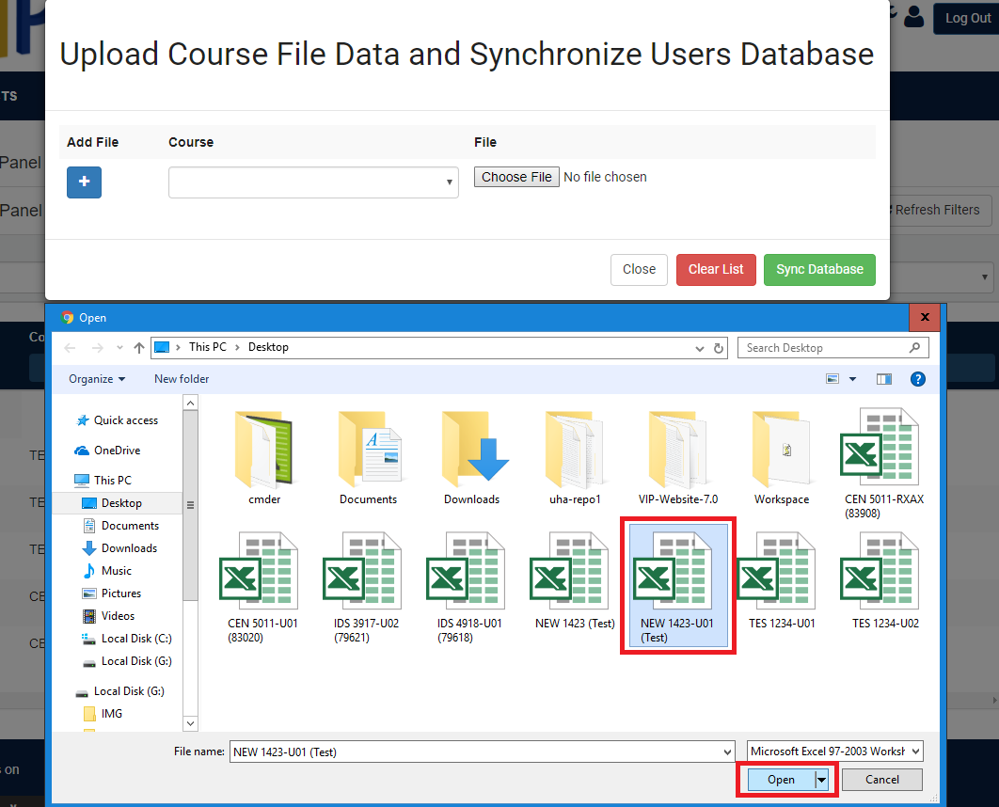 IP
Log Out
Upload Course File Data and Synchronize Users Database
TS
Add File Course File
Panel
+ Choose File No file chosen
Panel
Refresh Filters
Close Clear List Sync Database
Open
Co
This PC > Desktop
Search Desktop
Organize New folder
Quick access
OneDrive
This PC
Desktop
Documents
Downloads
Music
Pictures
Videos
Local Disk (C:)
Local Disk (G:)
Local Disk (G:)
IMG
TE
TE
TE
CE
CE
cmder
Documents
Downloads
uha-repo1
VIP-Website-7.0
Workspace
CEN 5011-RXAX
(83908)
CEN 5011-U01
(83020)
IDS 3917-U02
(79621)
IDS 4918-U01
(79618)
NEW 1423 (Test)
NEW 1423-U01
(Test)
TES 1234-U01
TES 1234-U02
File name: NEW 1423-U01 (Test) Microsoft Excel 97-2003 Worksh
s on
Open Cancel